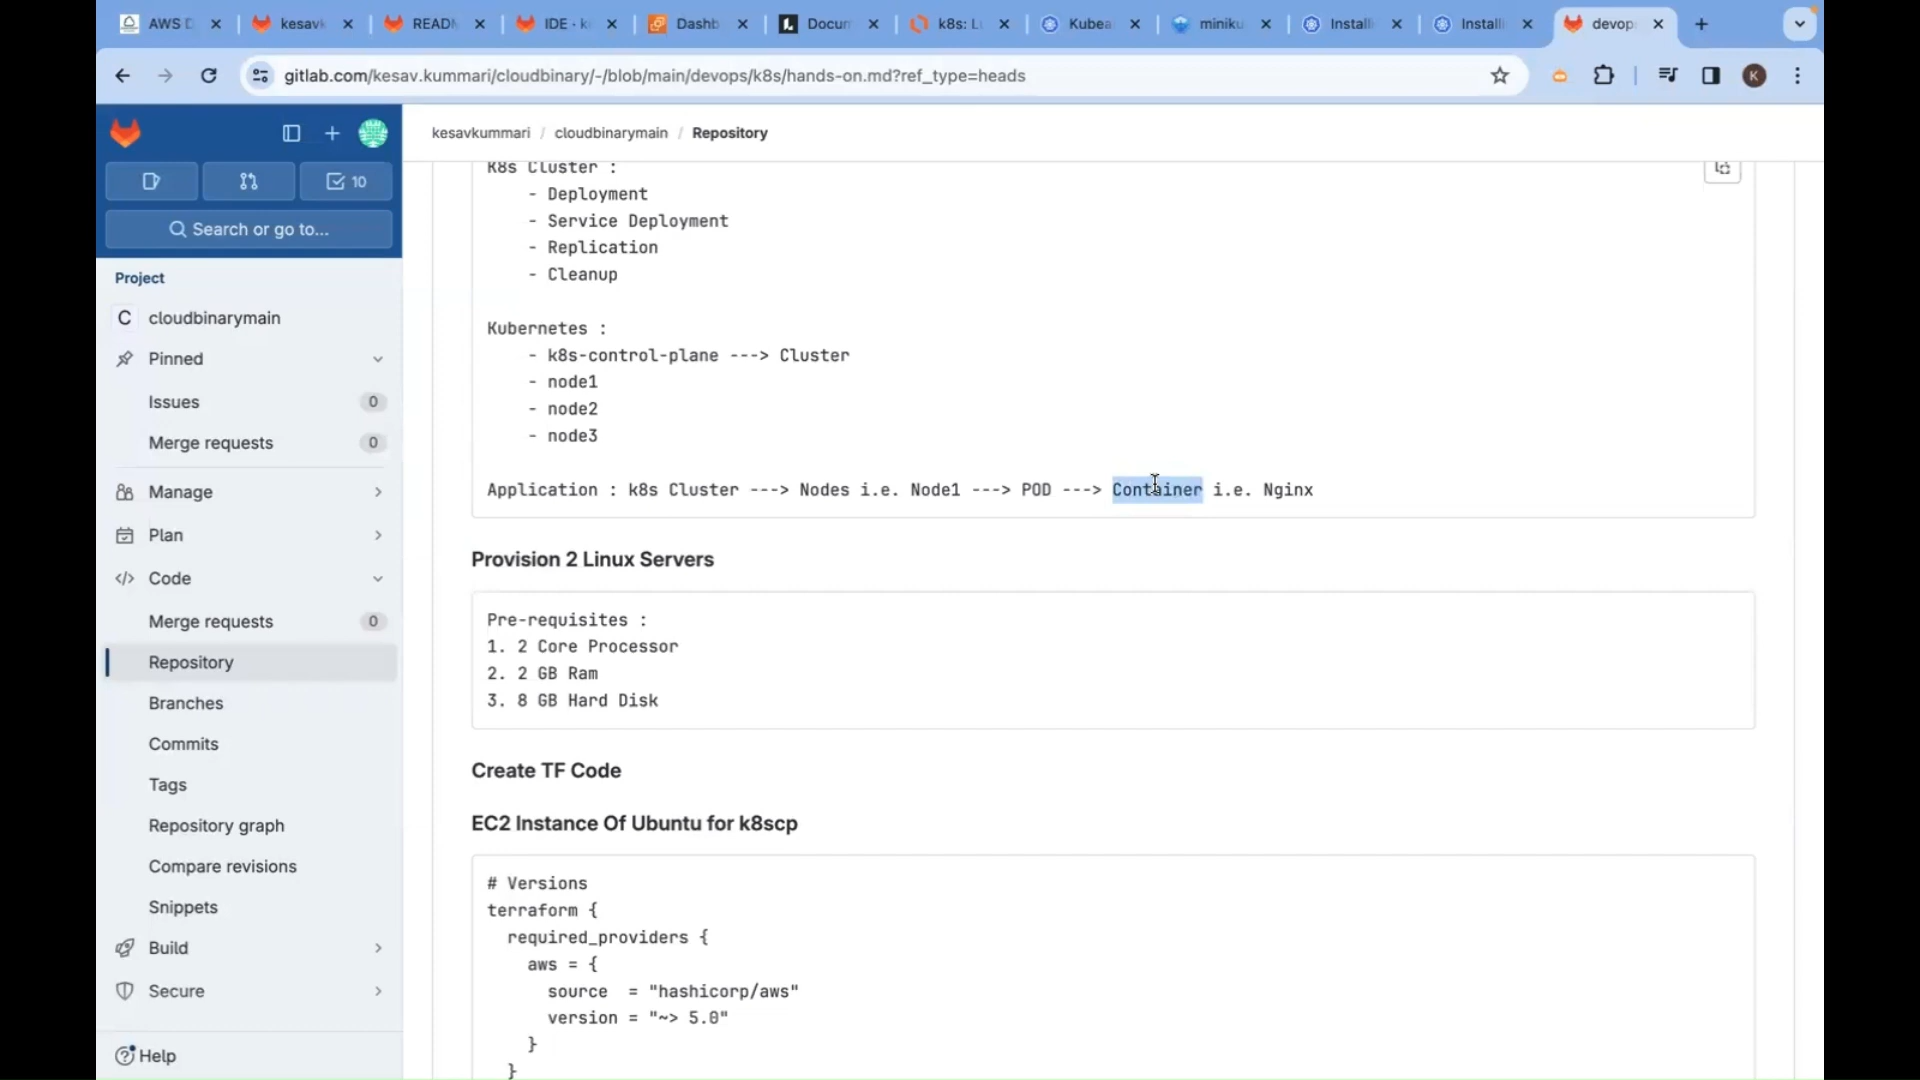 AWS D
kesavk
READM
IDE · k
Dashb
Docum
k8s: L
Kubea
miniku
Installi
Installi
devop
gitlab.com/kesav.kummari/cloudbinary/-/blob/main/devops/k8s/hands-on.md?ref_type=heads
K
kesavkummari / cloudbinarymain / Repository
10
Search or go to...
Project
C cloudbinarymain
Pinned
Issues 0
Merge requests 0
Manage
Plan
Code
Merge requests 0
Repository
Branches
Commits
Tags
Repository graph
Compare revisions
Snippets
Build
Secure
Help
K8s Cluster :
- Deployment
- Service Deployment
- Replication
- Cleanup
Kubernetes :
- k8s-control-plane ---> Cluster
- node1
- node2
- node3
Application : k8s Cluster ---> Nodes i.e. Node1 ---> POD ---> Container i.e. Nginx
Provision 2 Linux Servers
Pre-requisites :
1. 2 Core Processor
2. 2 GB Ram
3. 8 GB Hard Disk
Create TF Code
EC2 Instance Of Ubuntu for k8scp
# Versions
terraform {
required_providers {
aws = {
source = "hashicorp/aws"
version = "~> 5.0"
}
}